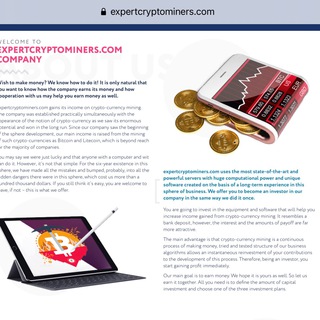 expertcryptominers.com
WELCOME TO
EXPERTCRYPTOMINERS.COM
COMPANY
Wish to make money? We know how to do it! It is only natural that
you want to know how the company earns its money and how
cooperation with us may help you earn money as well.
expertcryptominers.com gains its income on crypto-currency mining.
The company was established practically simultaneously with the
appearance of the notion of crypto-currency as we saw its enormous
potential and won in the long run. Since our company saw the beginning
of the sphere development, our main income is raised from the mining
of such crypto-currencies as Bitcoin and Litecoin, which is beyond reach
to the majority of companies.
You may say we were just lucky and that anyone with a computer and will
can do it. However, it's not that simple. For the existence in this
sphere, we have made all the mistakes and bumped, probably, into all the
hidden dangers there were in this sphere, which cost us more than a
hundred thousand dollars. If you still think it's easy, you are welcome to
leave, if not – this is what we offer
expertcryptominers.com uses the most state-of-the-art and
powerful servers with huge computational power and unique
software created on the basis of a long-term experience in this
sphere of business. We offer you to become an investor in our
company in the same way we did it once.
You are going to invest in the equipment and software that will help you
increase income gained from crypto-currency mining. It resembles a
bank deposit, however, the interest and the amounts of payoff are far
more attractive.
The main advantage is that crypto-currency mining is a continuous
process of making money, tried and tested structure of our business
algorithms allows an instantaneous reinvestment of your contributions
to the development of this process. Therefore, being an investor, you
start gaining profit immediately.
Our main goal is to earn money. We hope it is yours as well. So let us
earn it together. All you need is to define the amount of capital
investment and choose one of the three investment plans.